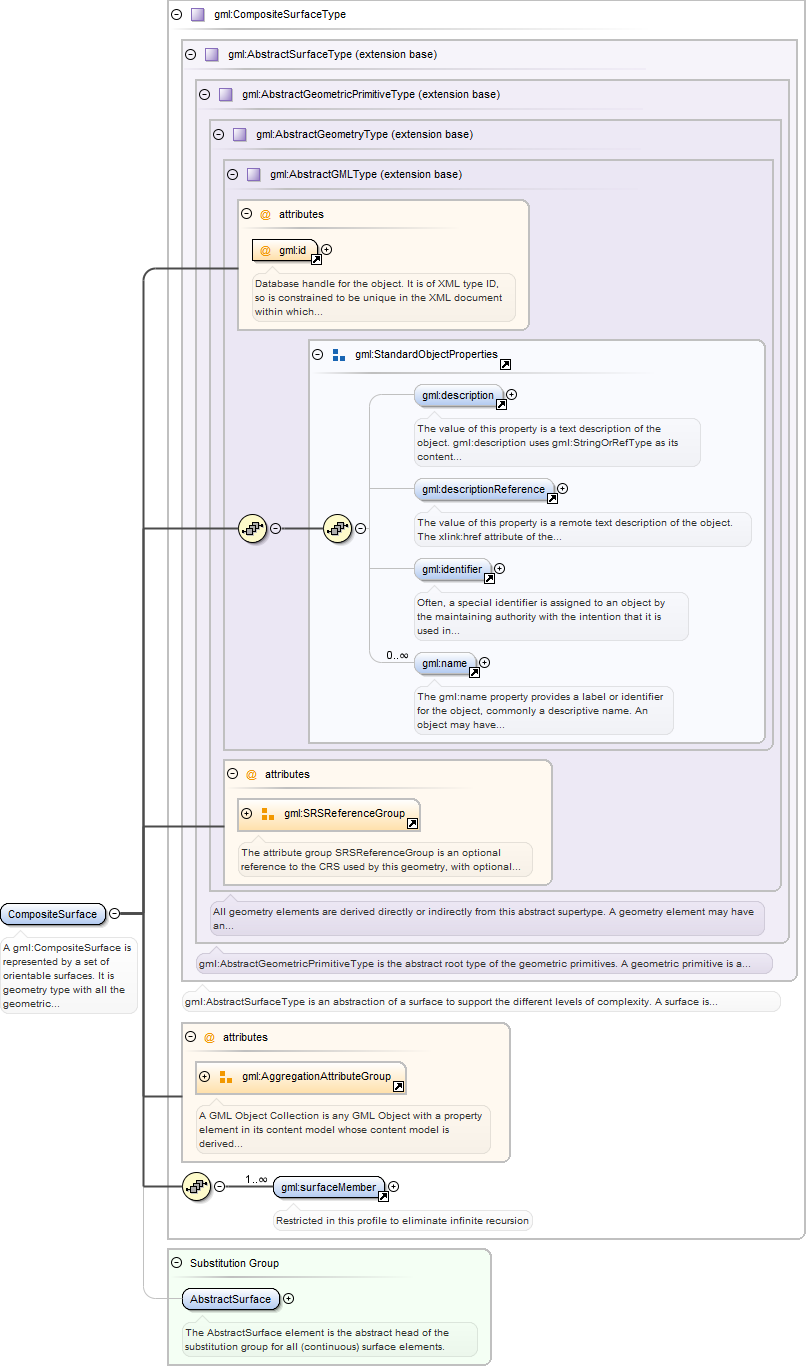 gml:CompositeSurfaceType
gml:AbstractSurfaceType (extension base)
gml:AbstractGeometricPrimitiveType (extension base)
gml:AbstractGeometryType (extension base)
gml:AbstractGMLType (extension base)
@ attributes
@ gml:id
Database handle for the object. It is of XML type ID,
so is constrained to be unique in the XML document
within which...
gml:StandardObjectProperties
gml:description
The value of this property is a text description of the
object. gml:description uses gml:StringOrRefType as its
content...
gml:descriptionReference
The value of this property is a remote text description of the object.
The xlink:href attribute of the...
gml:identifier
Often, a special identifier is assigned to an object by
the maintaining authority with the intention that it is
used in...
0..∞
gml:name
The gml:name property provides a label or identifier
for the object, commonly a descriptive name. An
object may have...
@ attributes
gml:SRSReferenceGroup
The attribute group SRSReferenceGroup is an optional
reference to the CRS used by this geometry, with optional...
All geometry elements are derived directly or indirectly from this abstract supertype. A geometry element may have
an...
gml:AbstractGeometricPrimitiveType is the abstract root type of the geometric primitives. A geometric primitive is a...
gml:AbstractSurfaceType is an abstraction of a surface to support the different levels of complexity. A surface is...
CompositeSurface
A gml:CompositeSurface is
represented by a set of
orientable surfaces. It is
geometry type with all the
geometric...
@ attributes
gml:AggregationAttributeGroup
A GML Object Collection is any GML Object with a property
element in its content model whose content model is
derived...
1..∞
gml:surfaceMember
Restricted in this profile to eliminate infinite recursion
Substitution Group
AbstractSurface
The AbstractSurface element is the abstract head of the
substitution group for all (continuous) surface elements.